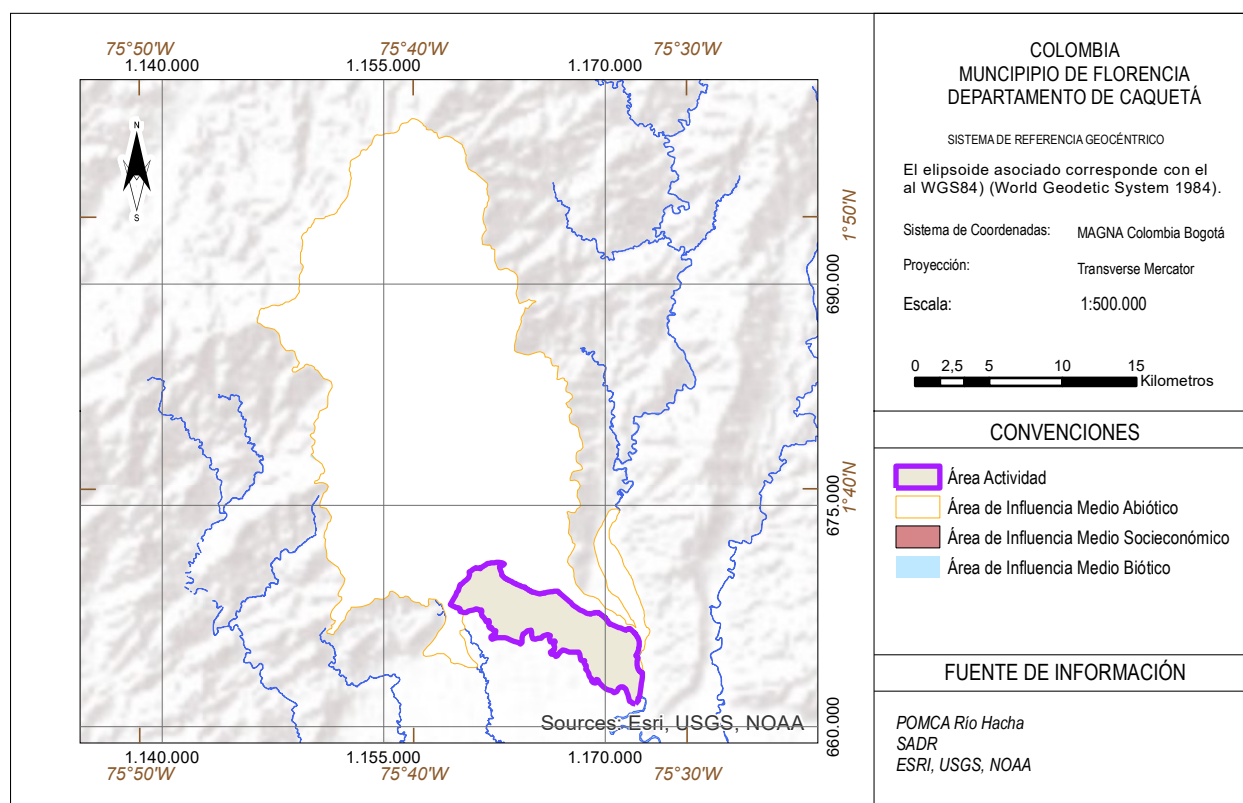 75°50'W 75°40'W 75°30'W
1.140.000 1.155.000 1.170.000
N
S
1°50'N
690.000
1°40'N
675.000
660.000
Sources: Esri, USGS, NOAA
1.140.000 1.155.000 1.170.000
75°50'W 75°40'W 75°30'W
COLOMBIA
MUNCIPIPIO DE FLORENCIA
DEPARTAMENTO DE CAQUETÁ
SISTEMA DE REFERENCIA GEOCÉNTRICO
El elipsoide asociado corresponde con el
al WGS84) (World Geodetic System 1984).
Sistema de Coordenadas: MAGNA Colombia Bogotá
Proyección: Transverse Mercator
Escala: 1:500.000
0 2,5 5 10 15
Kilometros
CONVENCIONES
Área Actividad
Área de Influencia Medio Abiótico
Área de Influencia Medio Socieconómico
Área de Influencia Medio Biótico
FUENTE DE INFORMACIÓN
POMCA Río Hacha
SADR
ESRI, USGS, NOAA